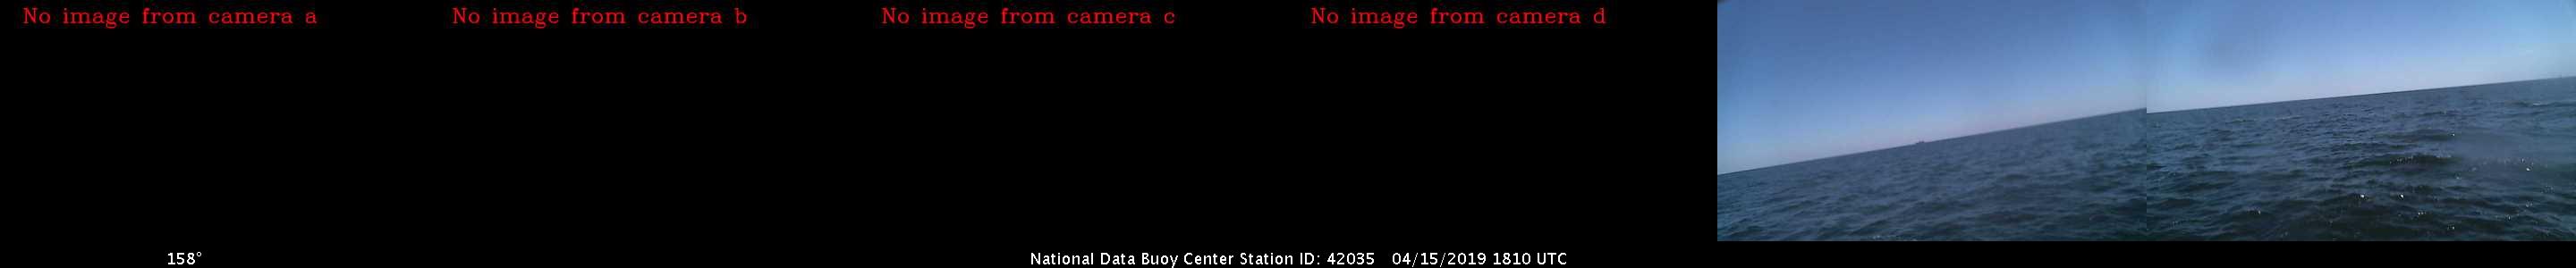 No image from camera a
No image from camera b
No image from camera c
No image from camera d
158°
National Data Buoy Center Station ID: 42035 04/15/2019 1810 UTC